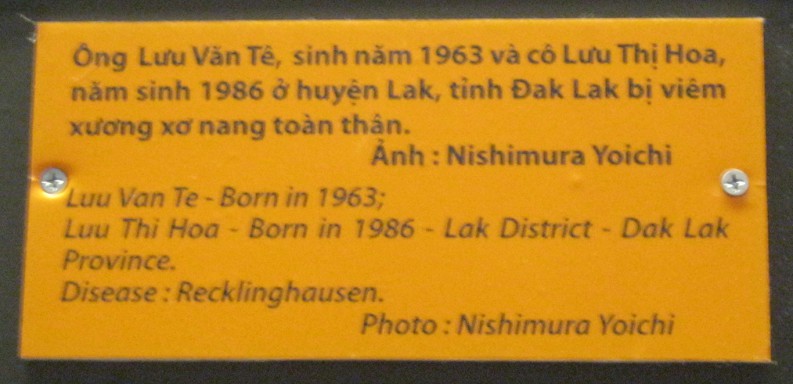 Ông Lưu Văn Tê, sinh năm 1963 và cô Lưu Thị Hoa,
năm sinh 1986 ở huyện Lak, tỉnh Đak Lak bị viêm
xương xơ nang toàn thân.
Ảnh : Nishimura Yoichi
Luu Van Te - Born in 1963;
Luu Thi Hoa - Born in 1986 - Lak District - Dak Lak
Province.
Disease : Recklinghausen.
Photo : Nishimura Yoichi